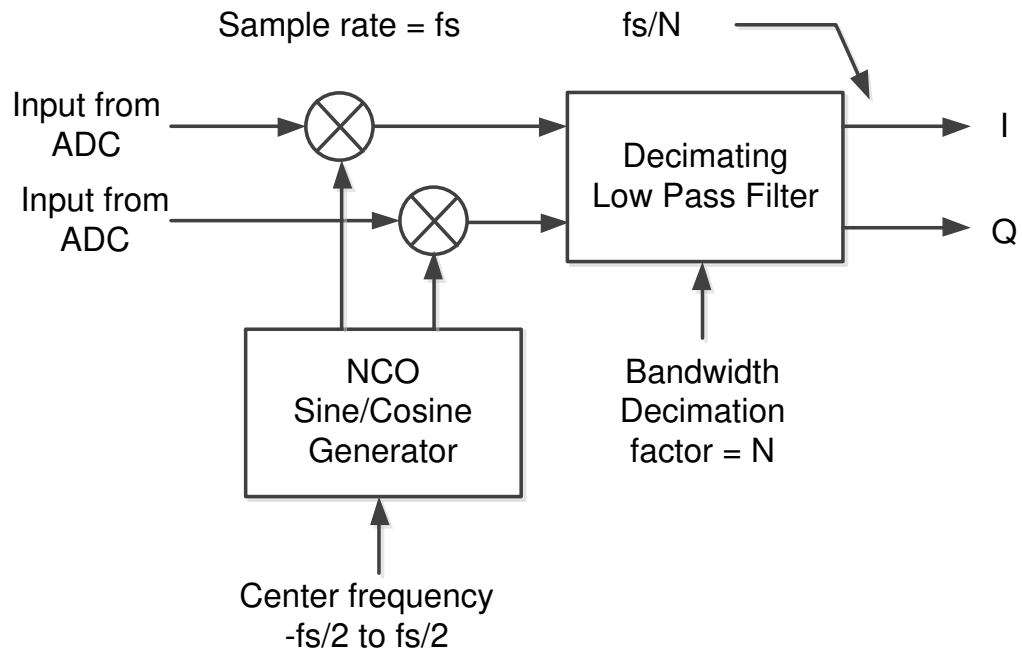 Sample rate = fs
fs/N
Input from
ADC
I
Decimating
Low Pass Filter
Input from
ADC
Q
NCO
Sine/Cosine
Generator
Bandwidth
Decimation
factor = N
Center frequency
-fs/2 to fs/2